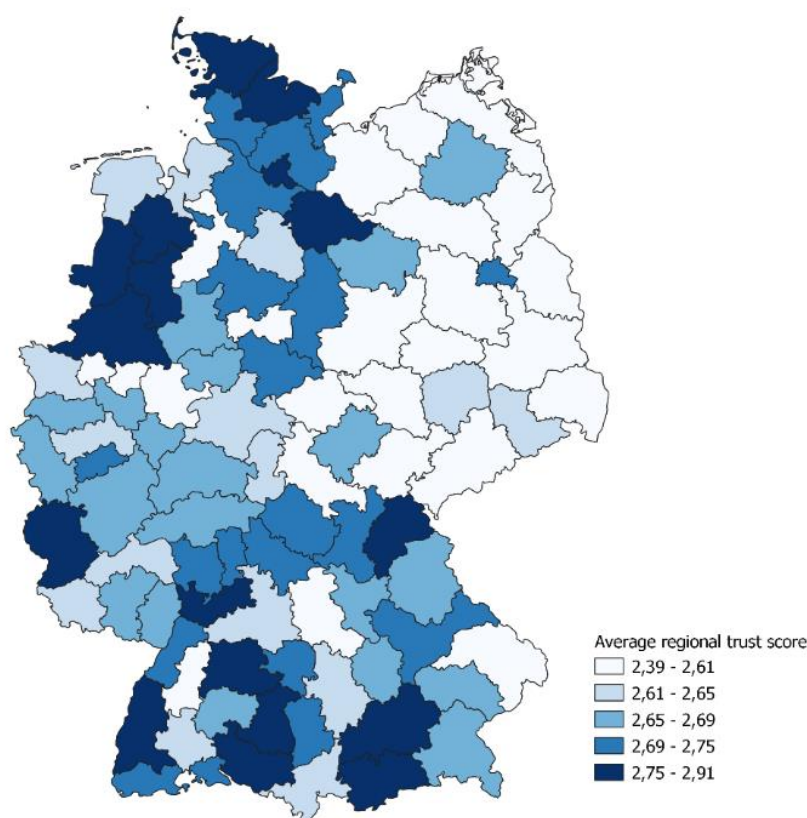 Average regional trust score
2,39 - 2,61
2,61 - 2,65
2,65 - 2,69
2,69 - 2,75
2,75 - 2,91